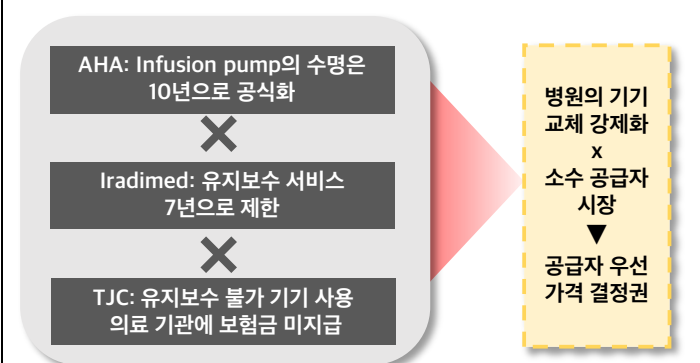 AHA: Infusion pump의 수명은
10년으로 공식화
Iradimed: 유지보수 서비스
7년으로 제한
TJC: 유지보수 불가 기기 사용
의료 기관에 보험금 미지급
병원의 기기
교체 강제화
x
소수 공급자
시장
▼
공급자 우선
가격 결정권